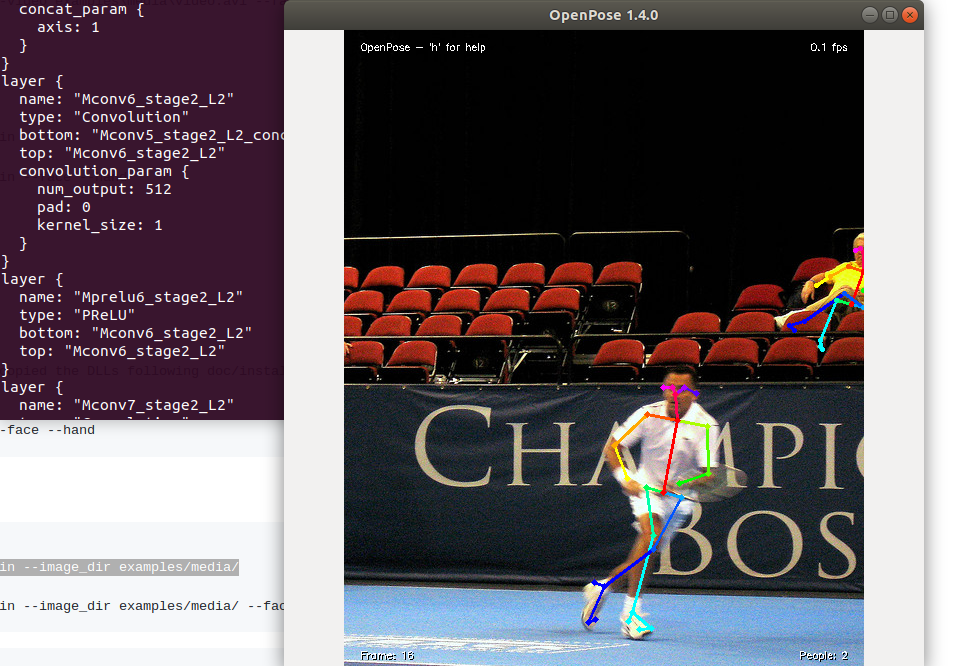 concat_param {
axis: 1
}
}
layer {
name: "Mconv6_stage2_L2"
type: "Convolution"
bottom: "Mconv5_stage2_L2_conc
top: "Mconv6_stage2_L2"
convolution_param {
num_output: 512
pad: 0
kernel_size: 1
}
}
layer {
name: "Mprelu6_stage2_L2"
type: "PReLU"
bottom: "Mconv6_stage2_L2"
top: "Mconv6_stage2_L2"
}
layer {
name: "Mconv7_stage2_L2"
-face --hand
in --image_dir examples/media/
in --image_dir examples/media/ --fac
OpenPose 1.4.0
OpenPose - 'h' for help
0.1 fps
12
12
CHAMPIO
BOS
Frame: 16
People: 2